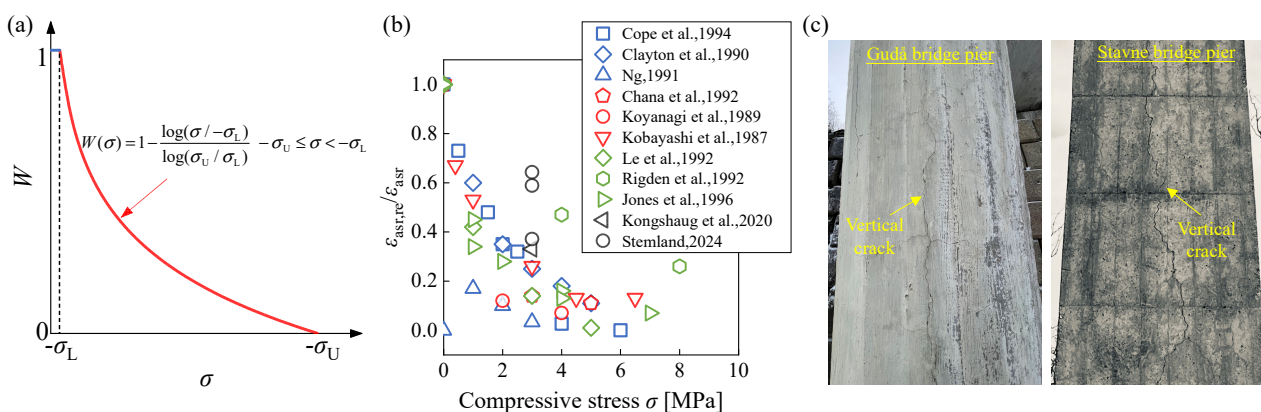 (a)
1
W(σ) = 1 − log(σ/−σL) / log(σU/σL)  −σU ≤ σ < −σL
W
0
-σL
-σU
σ
(b)
Cope et al.,1994
Clayton et al.,1990
Ng,1991
Chana et al.,1992
Koyanagi et al.,1989
Kobayashi et al.,1987
Le et al.,1992
Rigden et al.,1992
Jones et al.,1996
Kongshaug et al.,2020
Stemland,2024
1.0
0.8
0.6
0.4
0.2
0.0
εasr,re/εasr
0 2 4 6 8 10
Compressive stress σ [MPa]
(c)
Gudå bridge pier
Vertical
crack
Stavne bridge pier
Vertical
crack